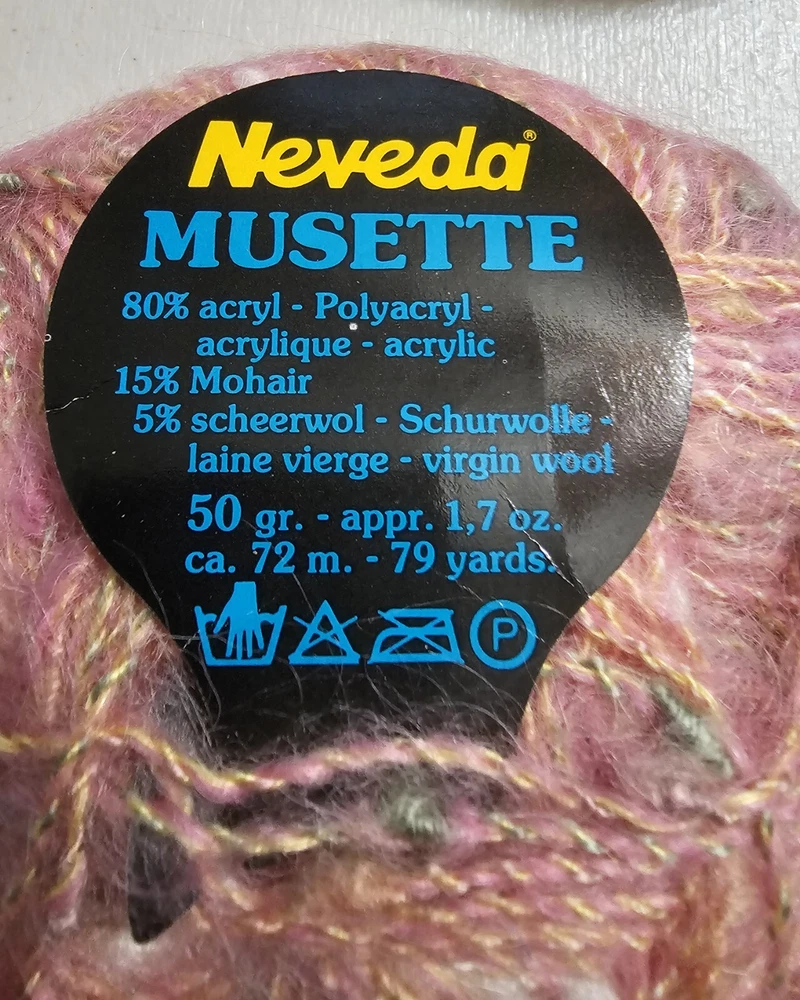 Neveda®
MUSETTE
80% acryl - Polyacryl -
acrylique - acrylic
15% Mohair
5% scheerwol - Schurwolle -
laine vierge - virgin wool
50 gr. - appr. 1,7 oz.
ca. 72 m. - 79 yards.
P